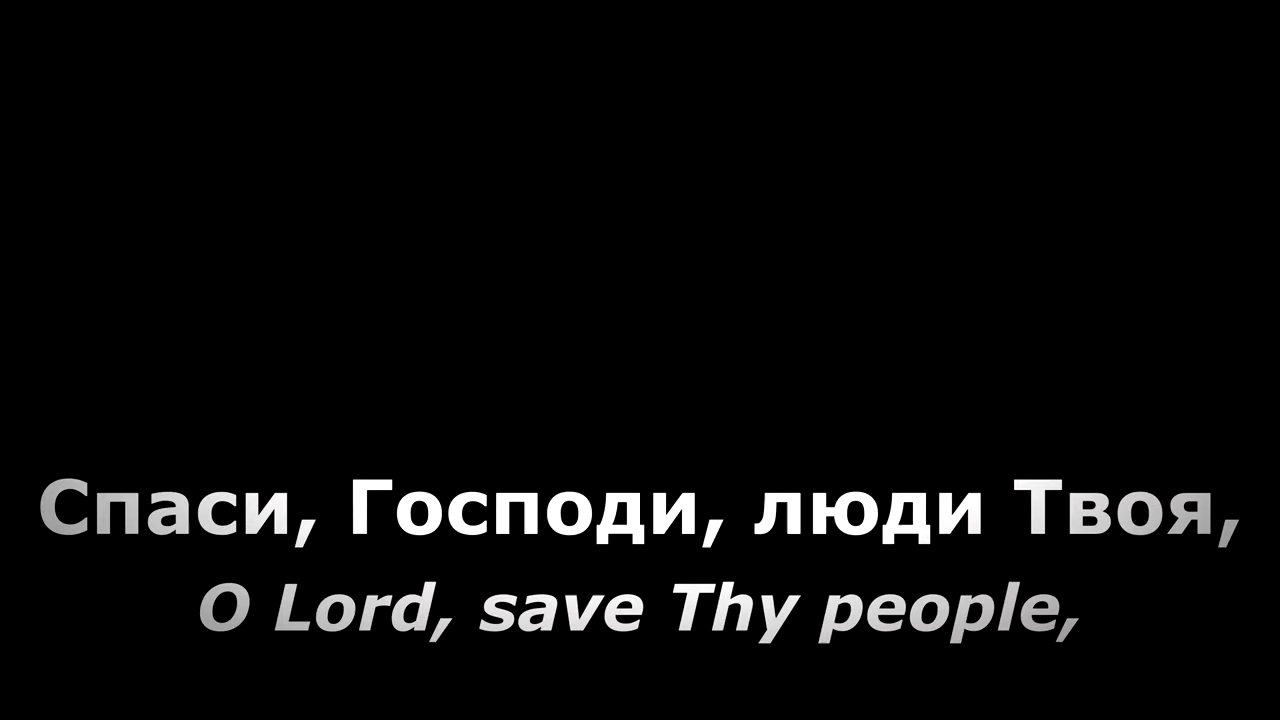 Спаси, Господи, люди Твоя,
O Lord, save Thy people,